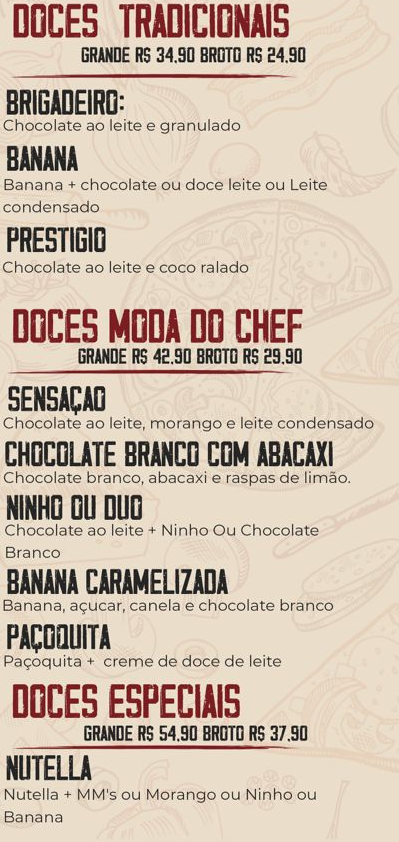 DOCES TRADICIONAIS
GRANDE R$ 34.90 BROTO R$ 24.90
BRIGADEIRO:
Chocolate ao leite e granulado
BANANA
Banana + chocolate ou doce leite ou Leite
condensado
PRESTIGIO
Chocolate ao leite e coco ralado
DOCES MODA DO CHEF
GRANDE R$ 42.90 BROTO R$ 29.90
SENSAÇAO
Chocolate ao leite, morango e leite condensado
CHOCOLATE BRANCO COM ABACAXI
Chocolate branco, abacaxi e raspas de limão.
NINHO OU DUO
Chocolate ao leite + Ninho Ou Chocolate
Branco
BANANA CARAMELIZADA
Banana, açucar, canela e chocolate branco
PAÇOQUITA
Paçoquita + creme de doce de leite
DOCES ESPECIAIS
GRANDE R$ 54.90 BROTO R$ 37.90
NUTELLA
Nutella + MM's ou Morango ou Ninho ou
Banana